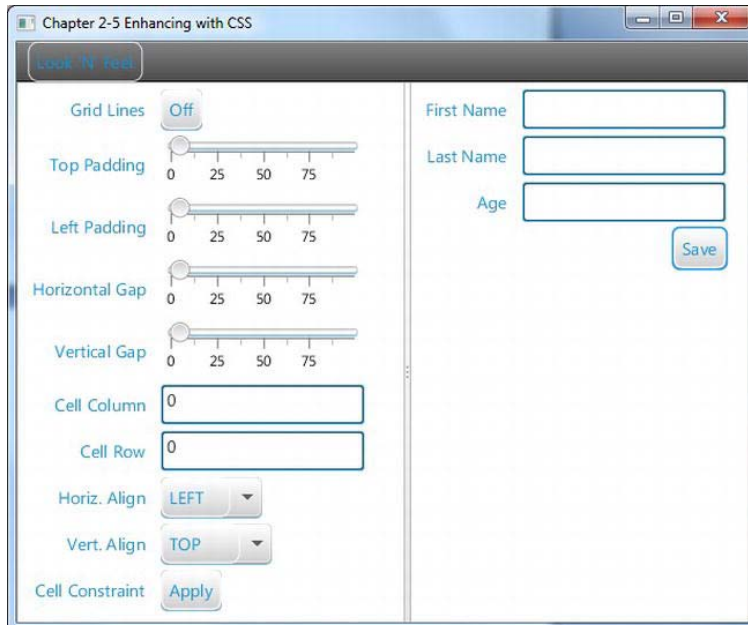 Chapter 2-5 Enhancing with CSS
Look 'N' Feel
Grid Lines Off
Top Padding
0 25 50 75
Left Padding
0 25 50 75
Horizontal Gap
0 25 50 75
Vertical Gap
0 25 50 75
Cell Column 0
Cell Row 0
Horiz. Align LEFT
Vert. Align TOP
Cell Constraint Apply
First Name
Last Name
Age
Save